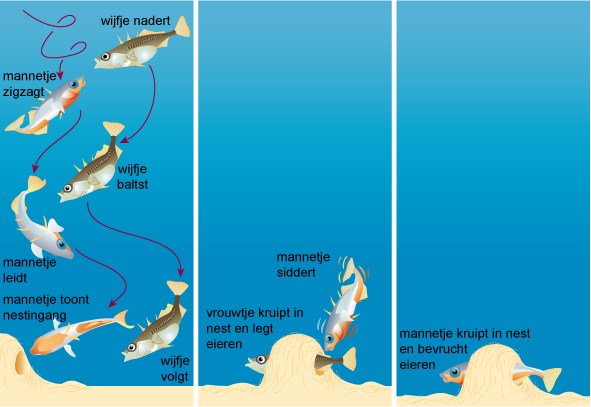 wijfje nadert
mannetje
zigzagt
wijfje
baltst
mannetje
leidt
mannetje toont
nestingang
wijfje
volgt
mannetje
siddert
vrouwtje kruipt in
nest en legt
eieren
mannetje kruipt in nest
en bevrucht
eieren